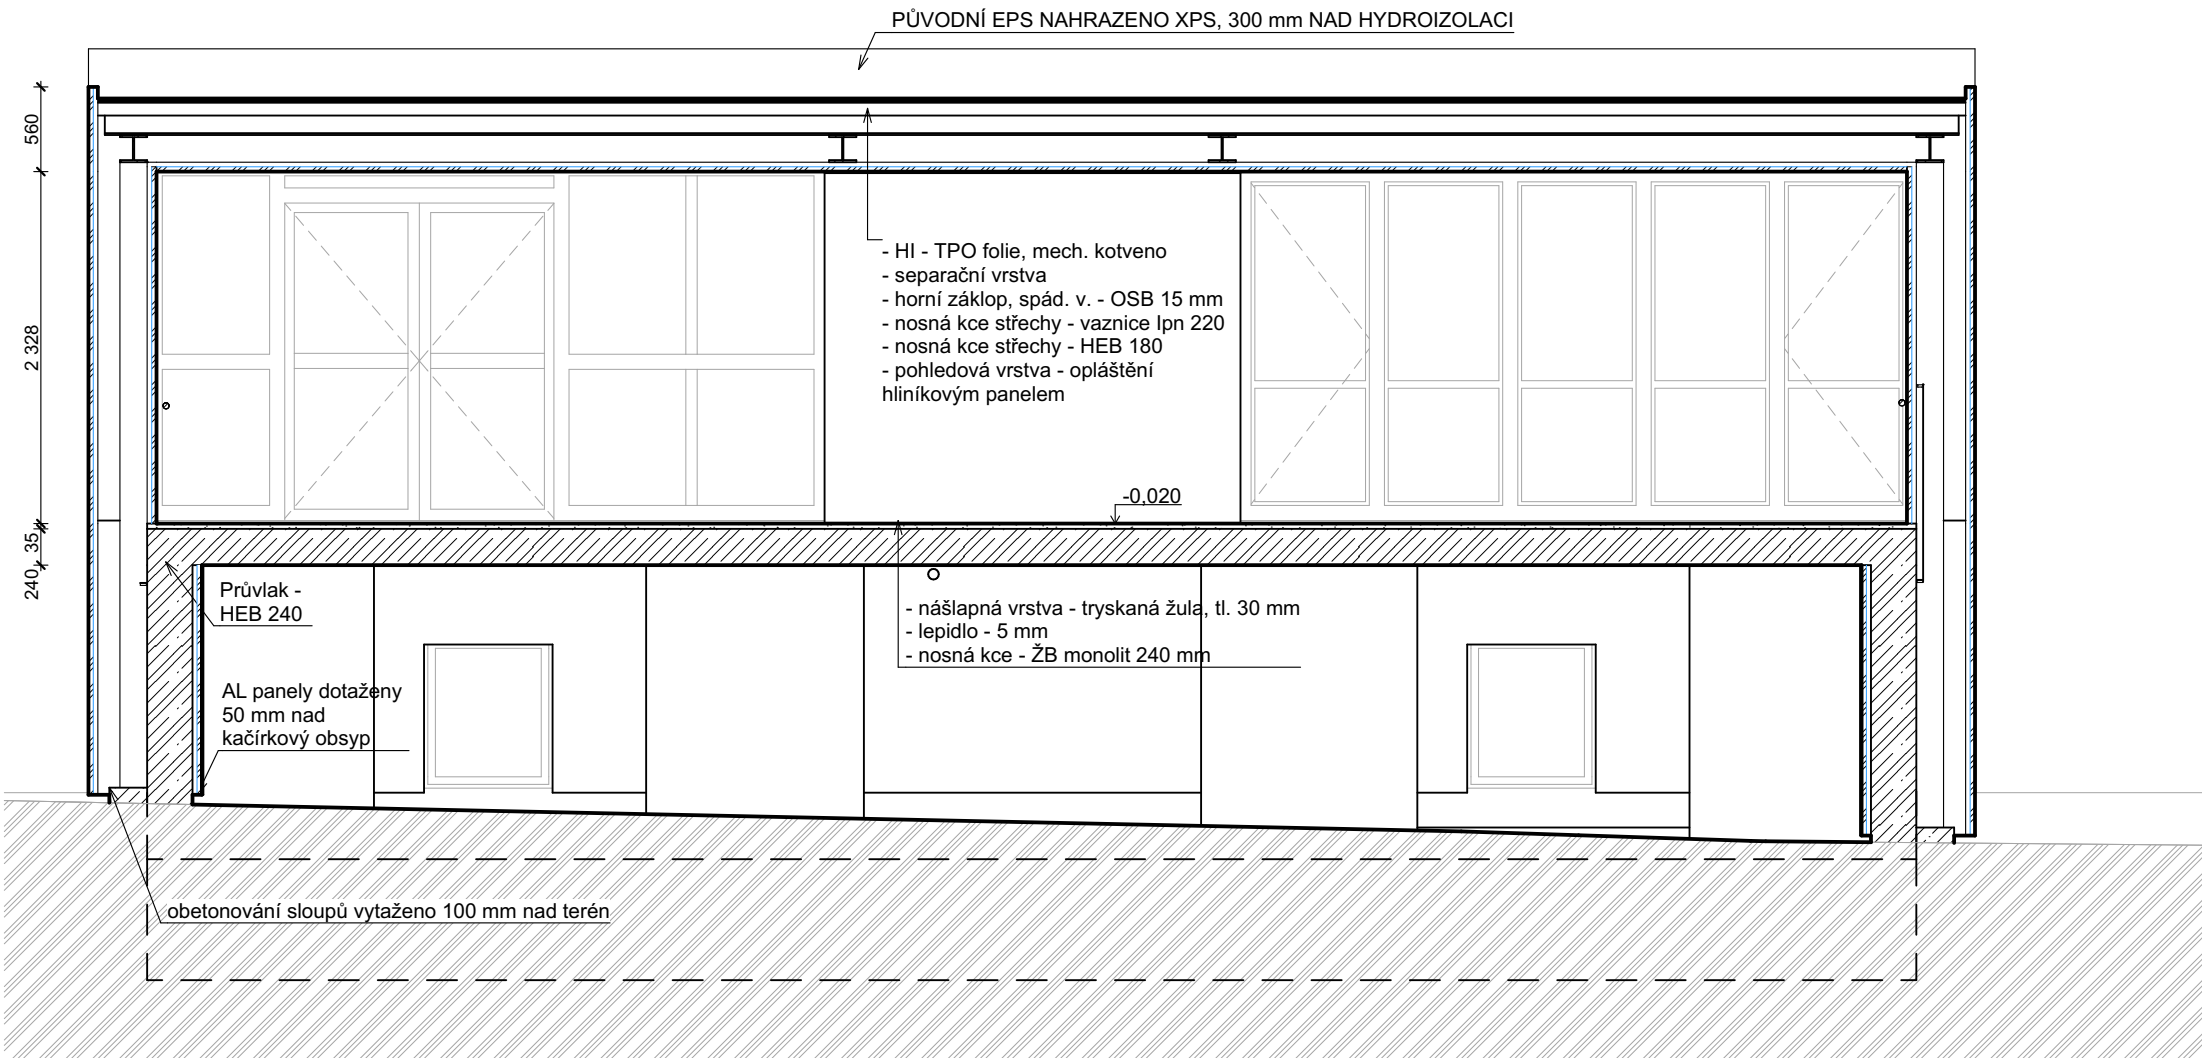 PŮVODNÍ EPS NAHRAZENO XPS, 300 mm NAD HYDROIZOLACI
560
2 328
35
240
- HI - TPO folie, mech. kotveno
- separační vrstva
- horní záklop, spád. v. - OSB 15 mm
- nosná kce střechy - vaznice Ipn 220
- nosná kce střechy - HEB 180
- pohledová vrstva - opláštění
hliníkovým panelem
-0,020
Průvlak -
HEB 240
- nášlapná vrstva - tryskaná žula, tl. 30 mm
- lepidlo - 5 mm
- nosná kce - ŽB monolit 240 mm
AL panely dotaženy
50 mm nad
kačírkový obsyp
obetonování sloupů vytaženo 100 mm nad terén